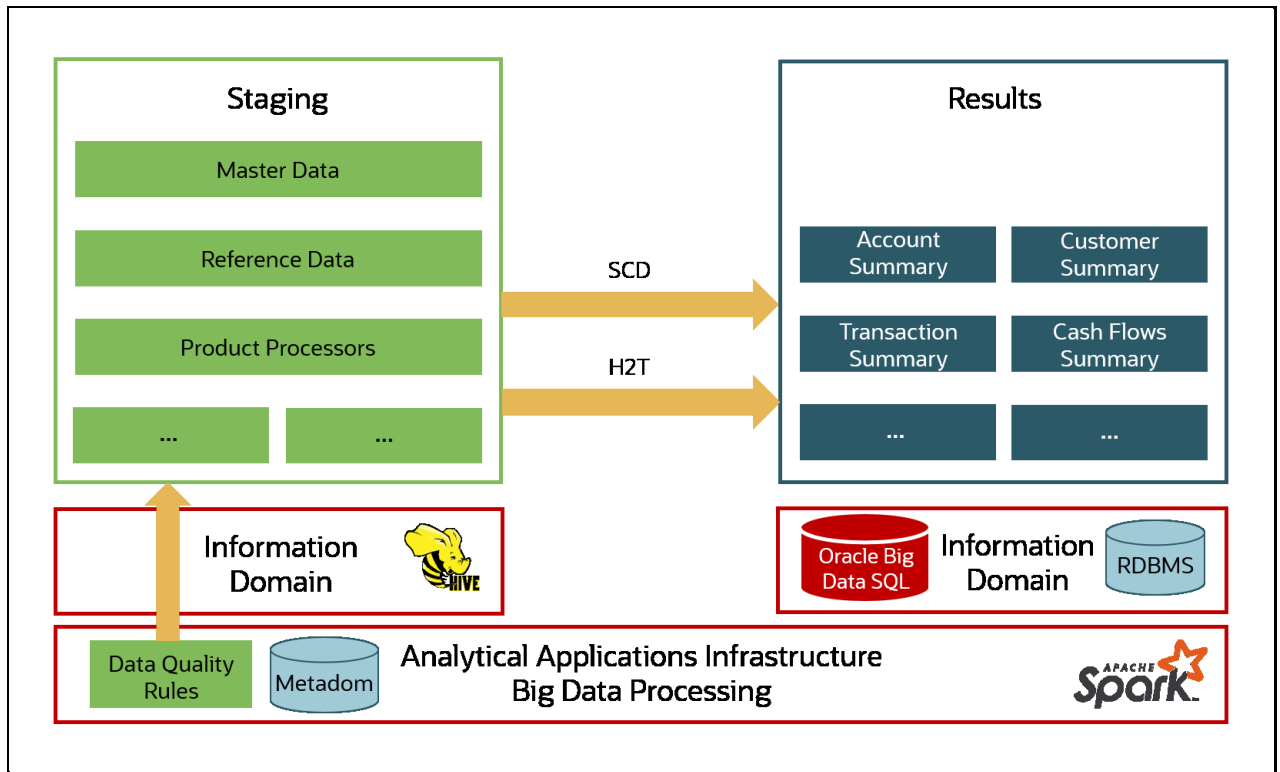 Staging
Master Data
Reference Data
Product Processors
...
...
SCD
H2T
Results
Account
Summary
Customer
Summary
Transaction
Summary
Cash Flows
Summary
...
...
Information
Domain
HIVE
Oracle Big
Data SQL
Information
Domain
RDBMS
Data Quality
Rules
Metadom
Analytical Applications Infrastructure
Big Data Processing
APACHE
Spark™